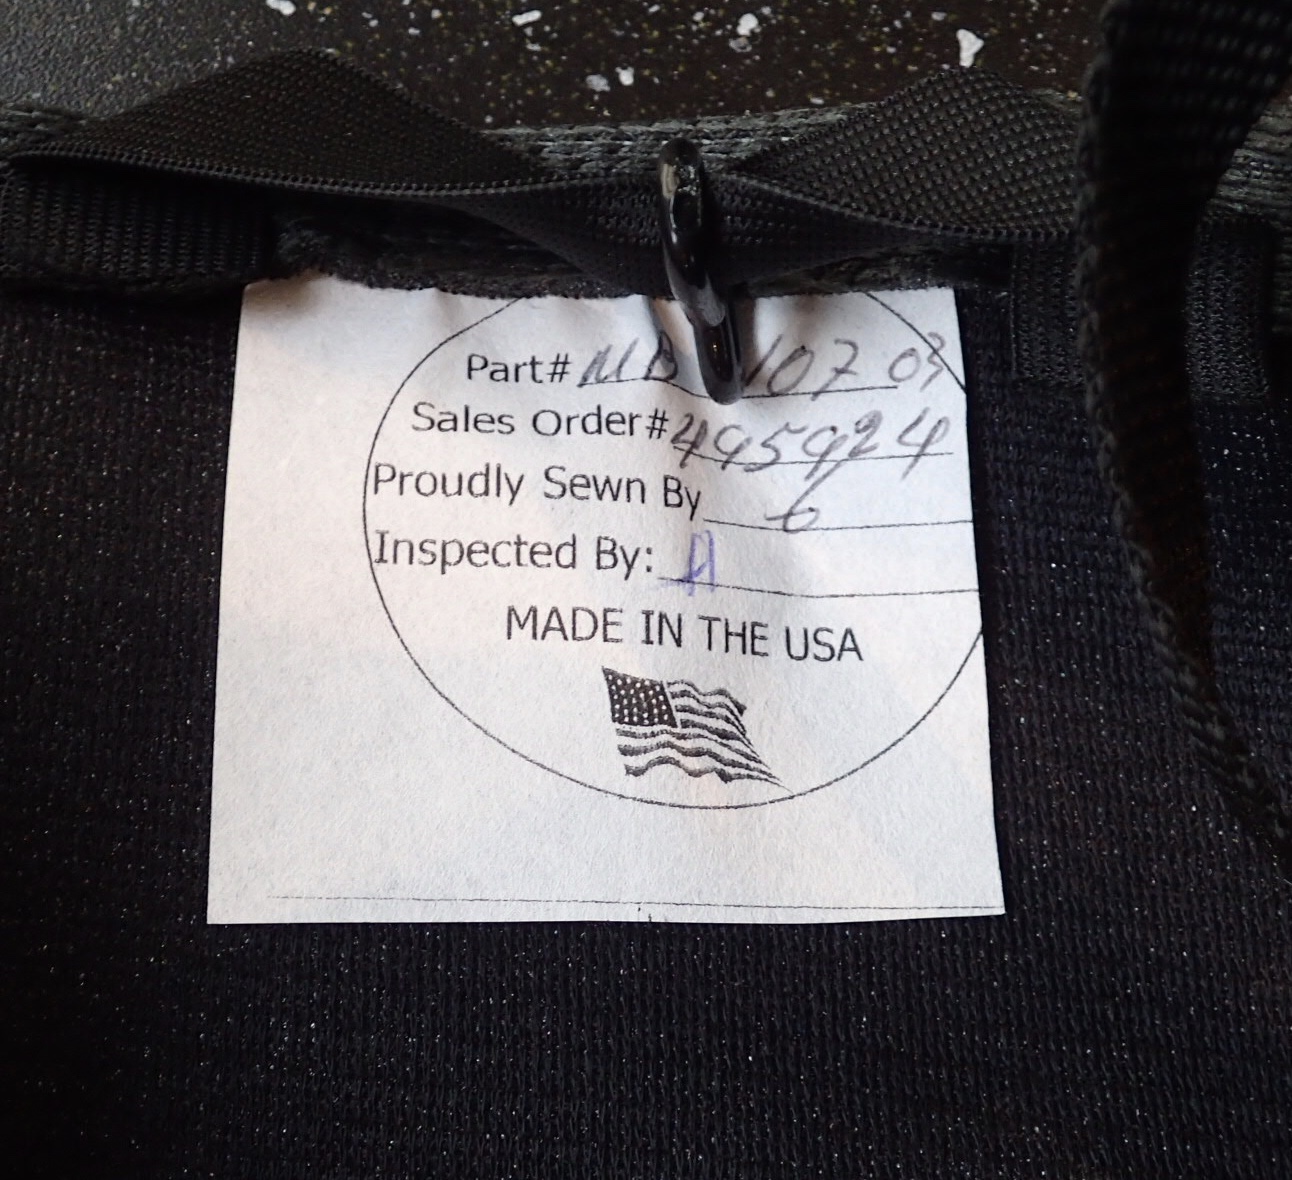 Part# MB 107 03
Sales Order# 495924
Proudly Sewn By 6
Inspected By: A
MADE IN THE USA